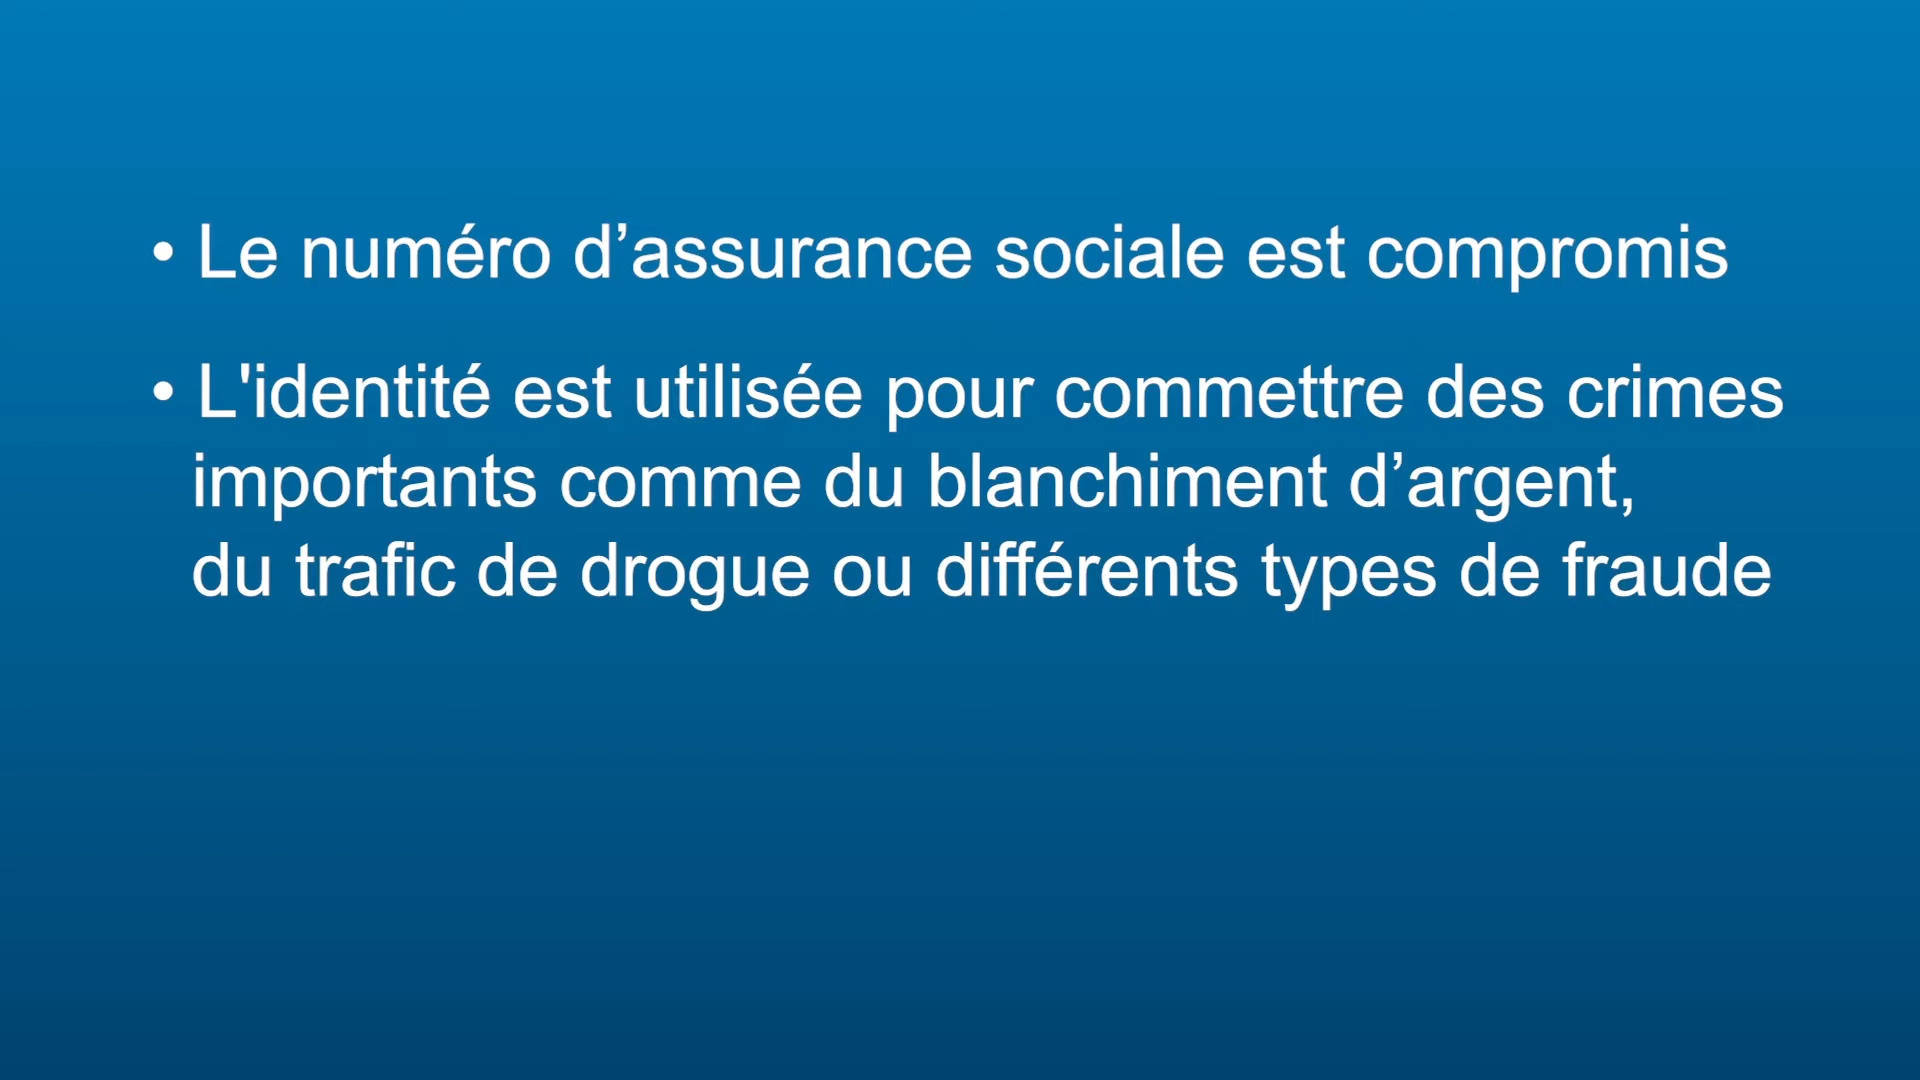 • Le numéro d’assurance sociale est compromis
• L'identité est utilisée pour commettre des crimes
importants comme du blanchiment d’argent,
du trafic de drogue ou différents types de fraude